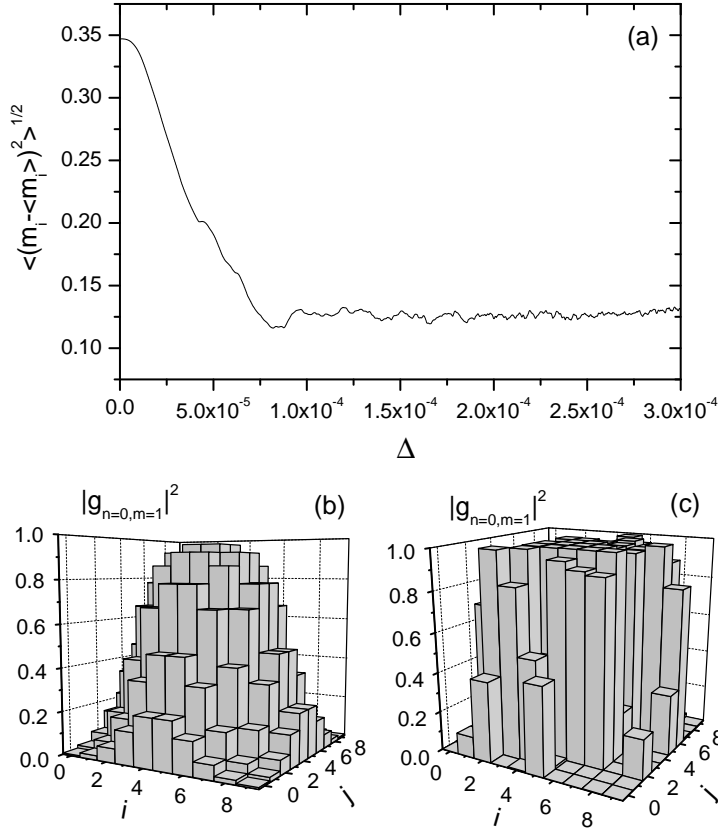 (a)
<(m_i-<m_i>)^2>^1/2
0.35
0.30
0.25
0.20
0.15
0.10
0.0 5.0x10^-5 1.0x10^-4 1.5x10^-4 2.0x10^-4 2.5x10^-4 3.0x10^-4
Δ
|g_n=0,m=1|^2 (b)
1.0
0.8
0.6
0.4
0.2
0.0
0 2 4 6 8
i
0 2 4 6 8
j
|g_n=0,m=1|^2 (c)
1.0
0.8
0.6
0.4
0.2
0.0
0 2 4 6 8
i
0 2 4 6 8
j